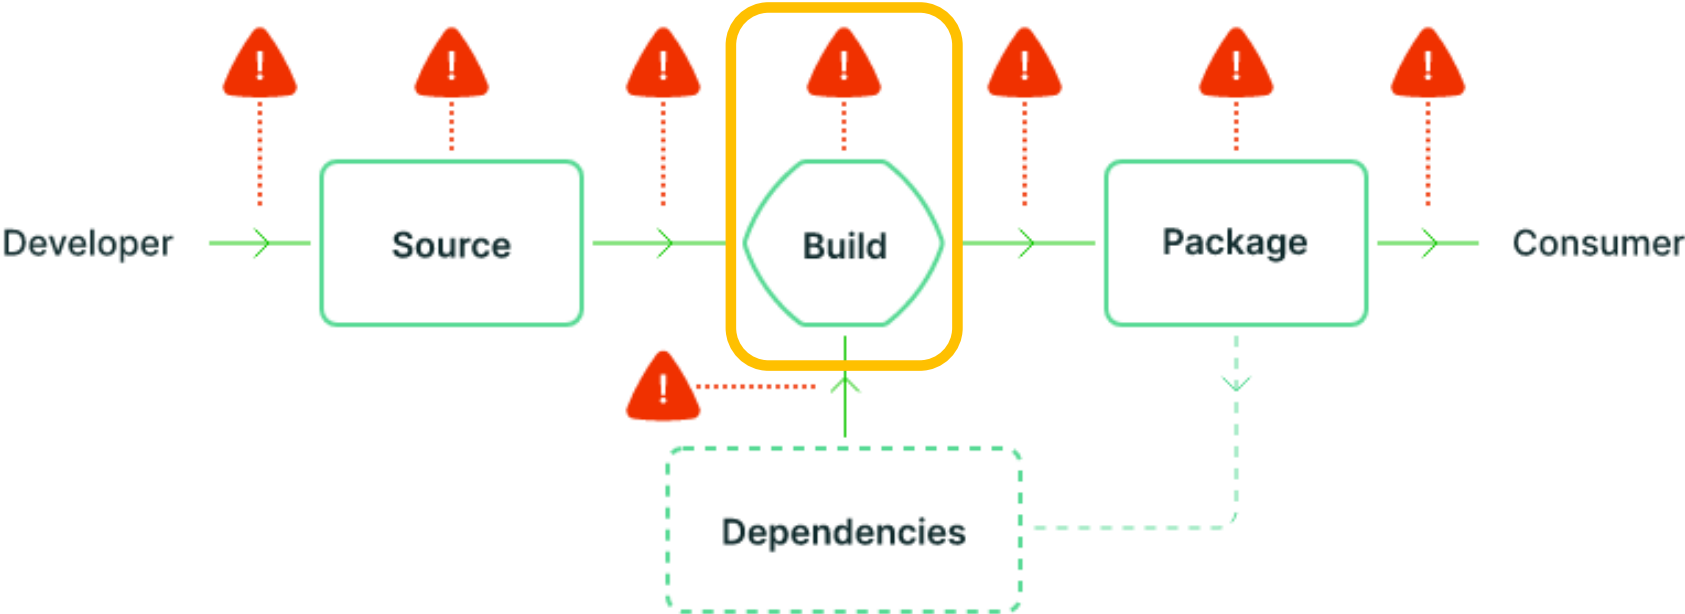 ! ! ! ! ! ! !
Developer Source Build Package Consumer
!
Dependencies